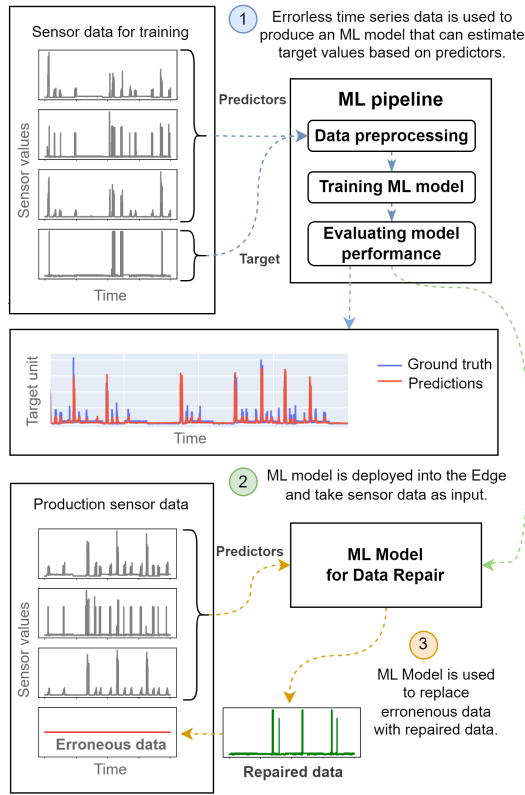 Sensor data for training
1
Errorless time series data is used to
produce an ML model that can estimate
target values based on predictors.
Sensor values
Time
Predictors
Target
ML pipeline
Data preprocessing
Training ML model
Evaluating model
performance
Target unit
Time
Ground truth
Predictions
2
ML model is deployed into the Edge
and take sensor data as input.
Production sensor data
Sensor values
Predictors
ML Model
for Data Repair
3
ML Model is used
to replace
erronenous data
with repaired data.
Erroneous data
Time
Repaired data